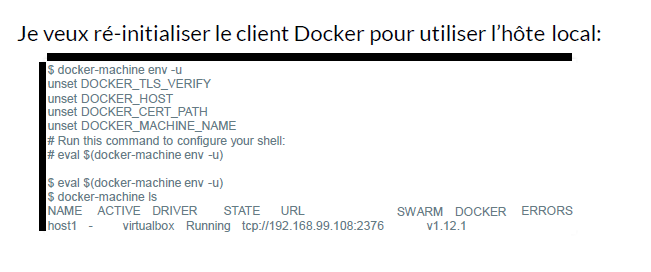 Je veux ré-initialiser le client Docker pour utiliser l’hôte local:
$ docker-machine env -u
unset DOCKER_TLS_VERIFY
unset DOCKER_HOST
unset DOCKER_CERT_PATH
unset DOCKER_MACHINE_NAME
# Run this command to configure your shell:
# eval $(docker-machine env -u)
$ eval $(docker-machine env -u)
$ docker-machine ls
NAME ACTIVE DRIVER STATE URL SWARM DOCKER ERRORS
host1 - virtualbox Running tcp://192.168.99.108:2376 v1.12.1